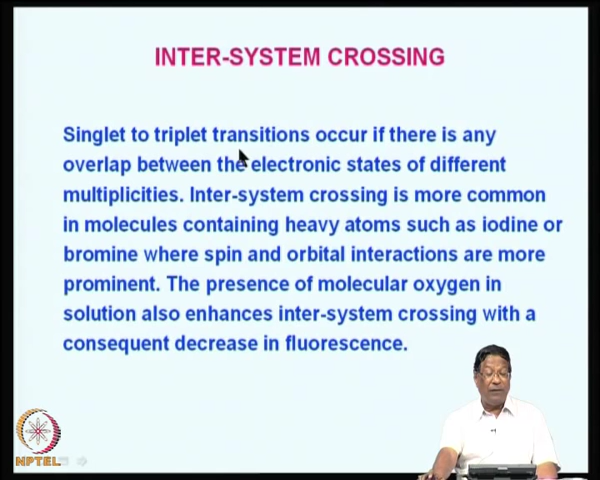 INTER-SYSTEM CROSSING
Singlet to triplet transitions occur if there is any
overlap between the electronic states of different
multiplicities. Inter-system crossing is more common
in molecules containing heavy atoms such as iodine or
bromine where spin and orbital interactions are more
prominent. The presence of molecular oxygen in
solution also enhances inter-system crossing with a
consequent decrease in fluorescence.
NPTEL